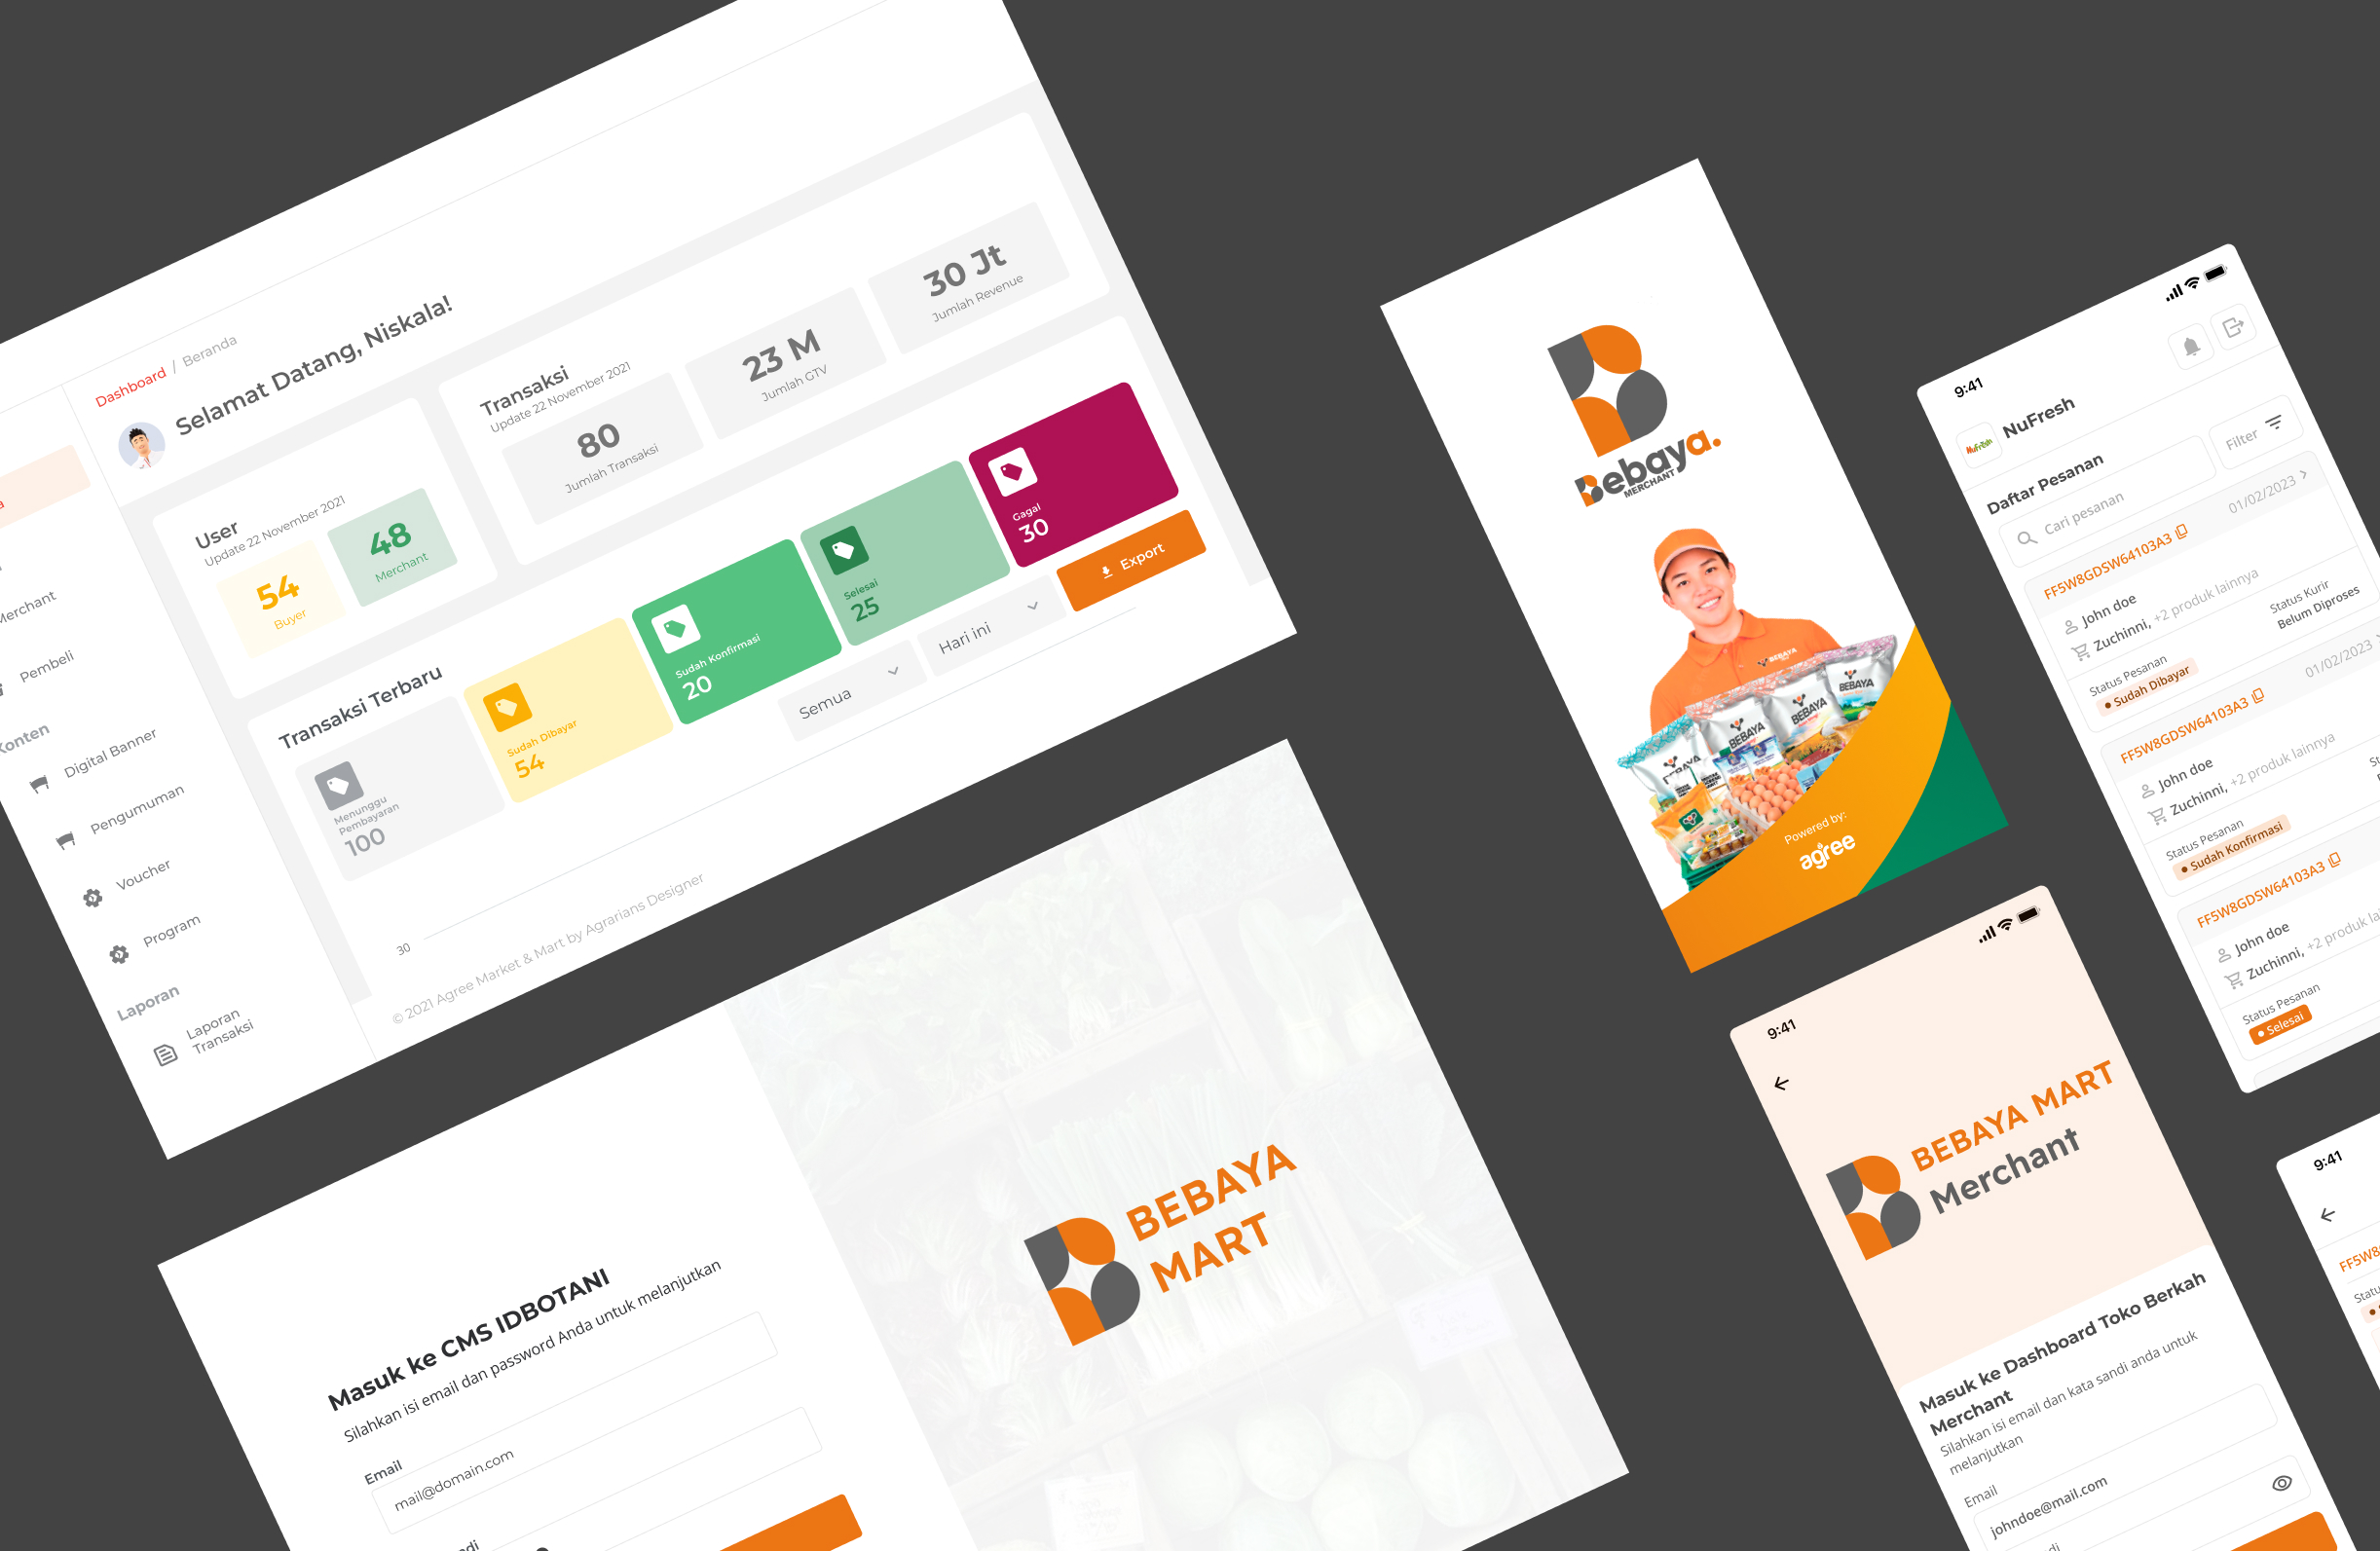 Dashboard / Beranda
Selamat Datang, Niskala!
User
Update 22 November 2021
54
Buyer
48
Merchant
Transaksi
Update 22 November 2021
80
Jumlah Transaksi
23 M
Jumlah GTV
30 Jt
Jumlah Revenue
Transaksi Terbaru
Menunggu
Pembayaran
100
Sudah Dibayar
54
Sudah Konfirmasi
20
Selesai
25
Gagal
30
Semua
Hari ini
Export
30
© 2021 Agree Market & Mart by Agrarians Designer
Merchant
Pembeli
Konten
Digital Banner
Pengumuman
Voucher
Program
Laporan
Laporan
Transaksi
Masuk ke CMS IDBOTANI
Silahkan isi email dan password Anda untuk melanjutkan
Email
mail@domain.com
BEBAYA
MART
Bebaya.
MERCHANT
BEBAYA
BEBAYA
BEBAYA
BEBAYA
Powered by:
agree
9:41
NuFresh
NuFresh
Daftar Pesanan
Cari pesanan
Filter
FF5W8GDSW64103A3
01/02/2023
John doe
Zuchinni, +2 produk lainnya
Status Pesanan
Sudah Dibayar
Status Kurir
Belum Diproses
FF5W8GDSW64103A3
01/02/2023
John doe
Zuchinni, +2 produk lainnya
Status Pesanan
Sudah Konfirmasi
FF5W8GDSW64103A3
John doe
Zuchinni, +2 produk la
Status Pesanan
Selesai
9:41
BEBAYA MART
Merchant
Masuk ke Dashboard Toko Berkah
Merchant
Silahkan isi email dan kata sandi anda untuk
melanjutkan
Email
johndoe@mail.com
9:41
FF5W8
Statu